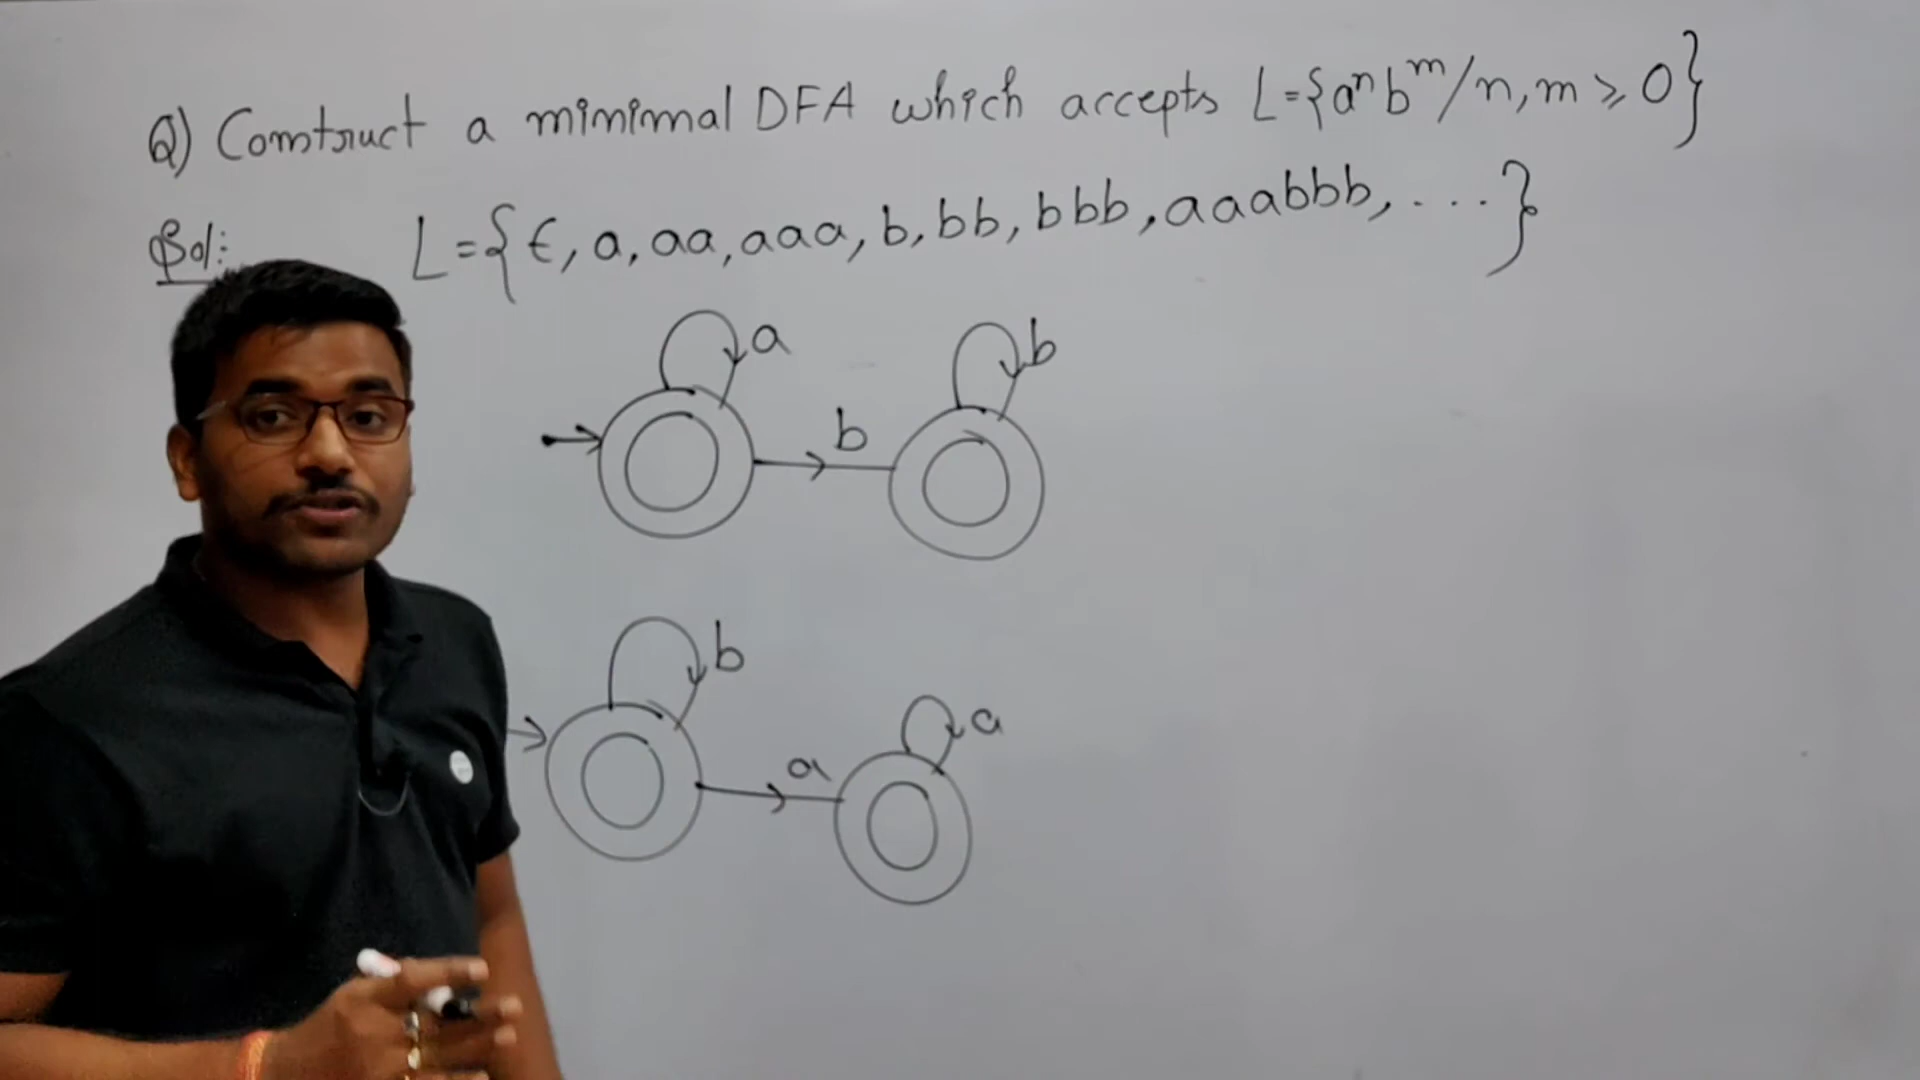 Q) Construct a minimal DFA which accepts L={aⁿbᵐ/n,m ≥ 0}
Sol: L={ϵ, a, aa, aaa, b, bb, bbb, aaabbb, ....}
a b
b
b a
a